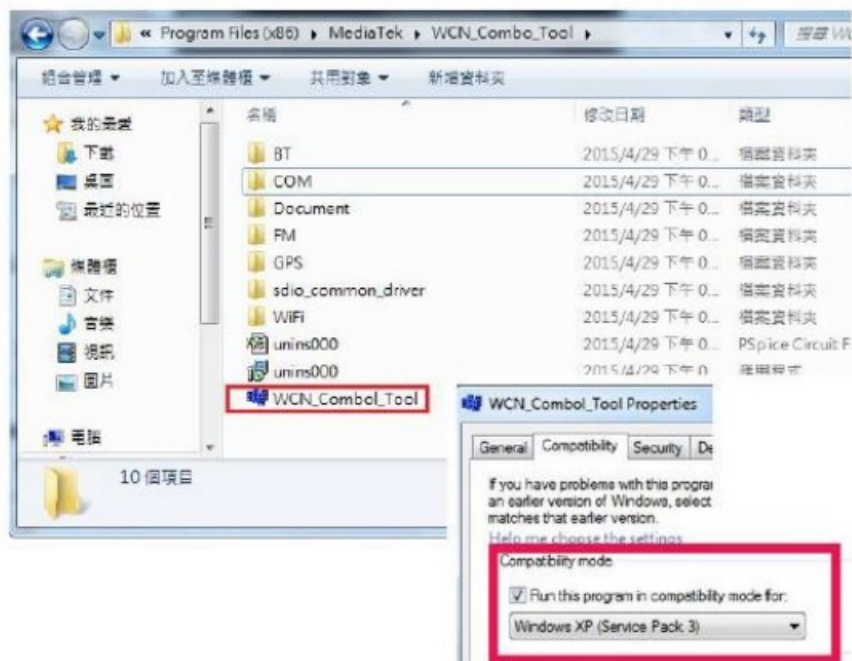 « Program Files (x86) ▸ MediaTek ▸ WCN_Combo_Tool ▸
搜尋 WC
組合管理 加入至媒體櫃 共用對象 新增資料夾
名稱 修改日期 類型
我的最愛
下載
桌面
最近的位置
媒體櫃
文件
音樂
視訊
圖片
電腦
BT 2015/4/29 下午 0... 檔案資料夾
COM 2015/4/29 下午 0... 檔案資料夾
Document 2015/4/29 下午 0... 檔案資料夾
FM 2015/4/29 下午 0... 檔案資料夾
GPS 2015/4/29 下午 0... 檔案資料夾
sdio_common_driver 2015/4/29 下午 0... 檔案資料夾
WiFi 2015/4/29 下午 0... 檔案資料夾
unins000 2015/4/29 下午 0... PSpice Circuit F
unins000 2015/4/29 下午 0 應用程式
WCN_Combol_Tool
10 個項目
WCN_Combol_Tool Properties
General Compatibility Security De
If you have problems with this progra
an earlier version of Windows, select
matches that earlier version.
Help me choose the settings
Compatibility mode
Run this program in compatibility mode for:
Windows XP (Service Pack 3)